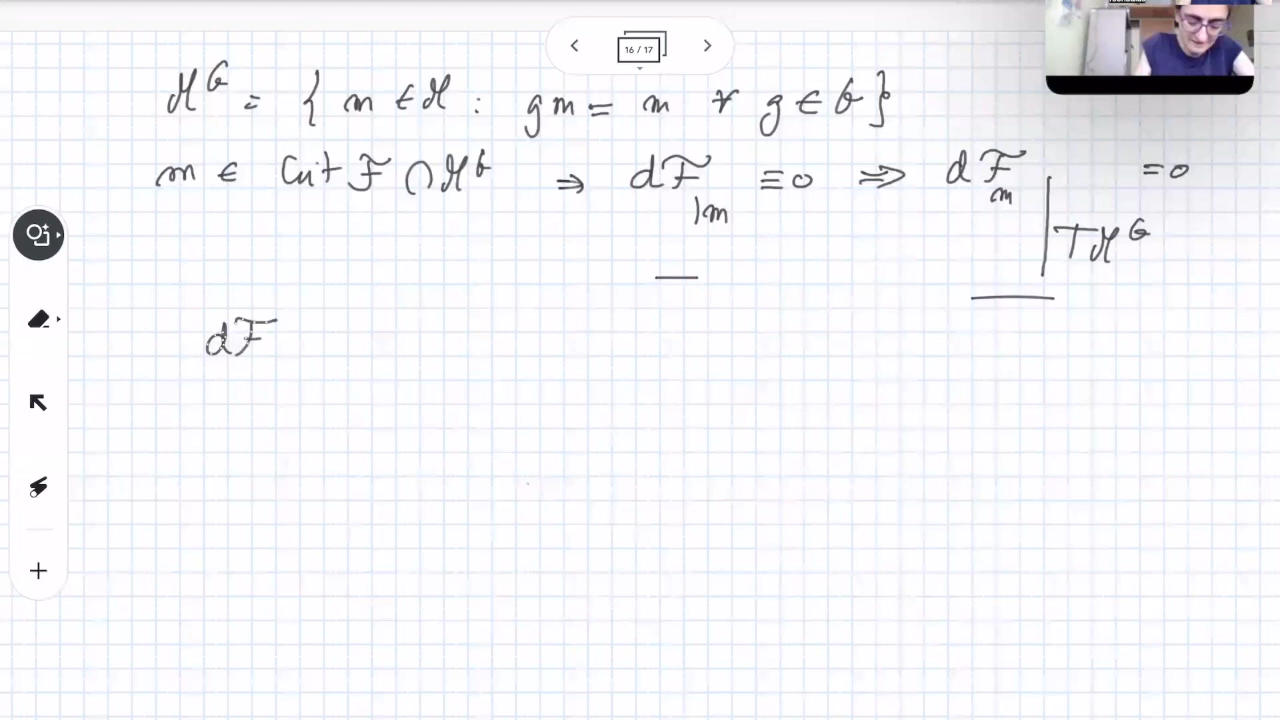 16 / 17
M^G = { m ∈ M : gm = m ∀ g ∈ G }
m ∈ Crit F ∩ M^G ⇒ dF|m ≡ 0 ⇒ dF_m |TM^G = 0
dF